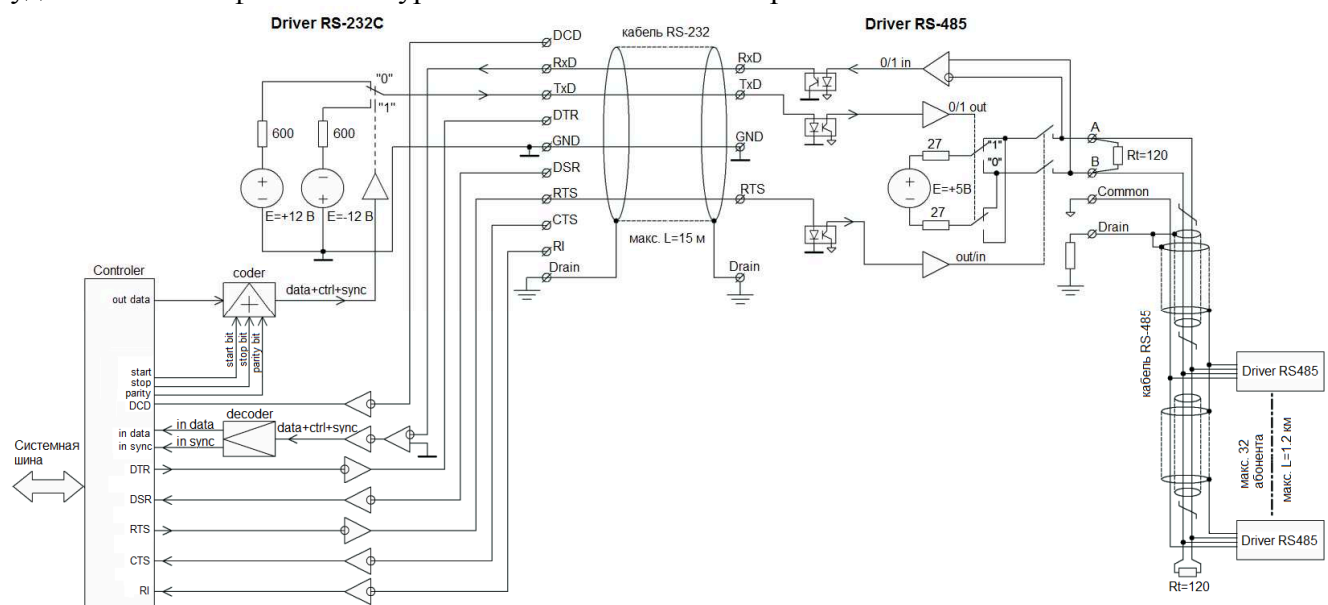 Driver RS-232C
Driver RS-485
кабель RS-232
DCD
RxD
TxD
DTR
GND
DSR
RTS
CTS
RI
Drain
макс. L=15 м
RxD
TxD
GND
RTS
Drain
"0"
"1"
600
600
E=+12 В
E=-12 В
0/1 in
0/1 out
27
"1"
"0"
E=+5В
27
out/in
A
B
Rt=120
Common
Drain
Controler
coder
out data
data+ctrl+sync
start bit
stop bit
parity bit
start
stop
parity
DCD
decoder
in data
in data
data+ctrl+sync
in sync
in sync
Системная
шина
DTR
DSR
RTS
CTS
RI
кабель RS-485
Driver RS485
макс. 32
абонента
макс. L=1.2 км
Driver RS485
Rt=120